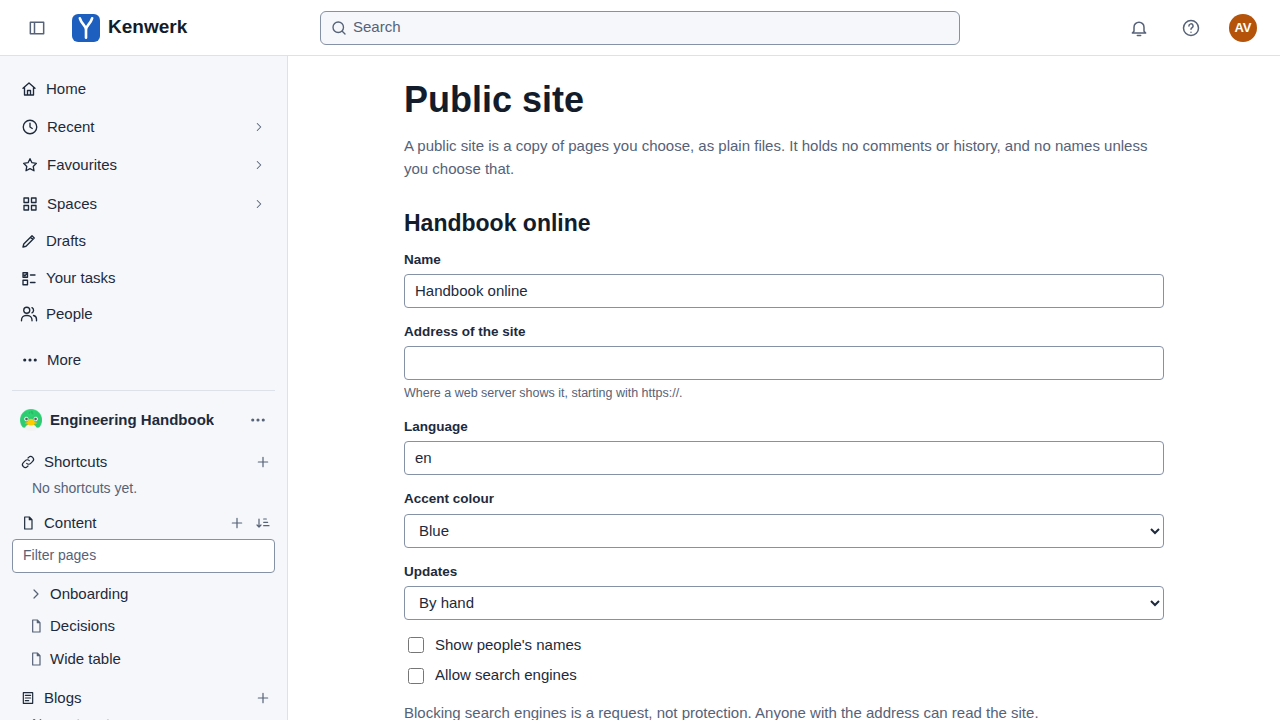 Kenwerk
Search
AV
Home
Recent
Favourites
Spaces
Drafts
Your tasks
People
More
Engineering Handbook
Shortcuts
No shortcuts yet.
Content
Filter pages
Onboarding
Decisions
Wide table
Blogs
Public site
A public site is a copy of pages you choose, as plain files. It holds no comments or history, and no names unless
you choose that.
Handbook online
Name
Handbook online
Address of the site
Where a web server shows it, starting with https://.
Language
en
Accent colour
Blue
Updates
By hand
Show people's names
Allow search engines
Blocking search engines is a request, not protection. Anyone with the address can read the site.